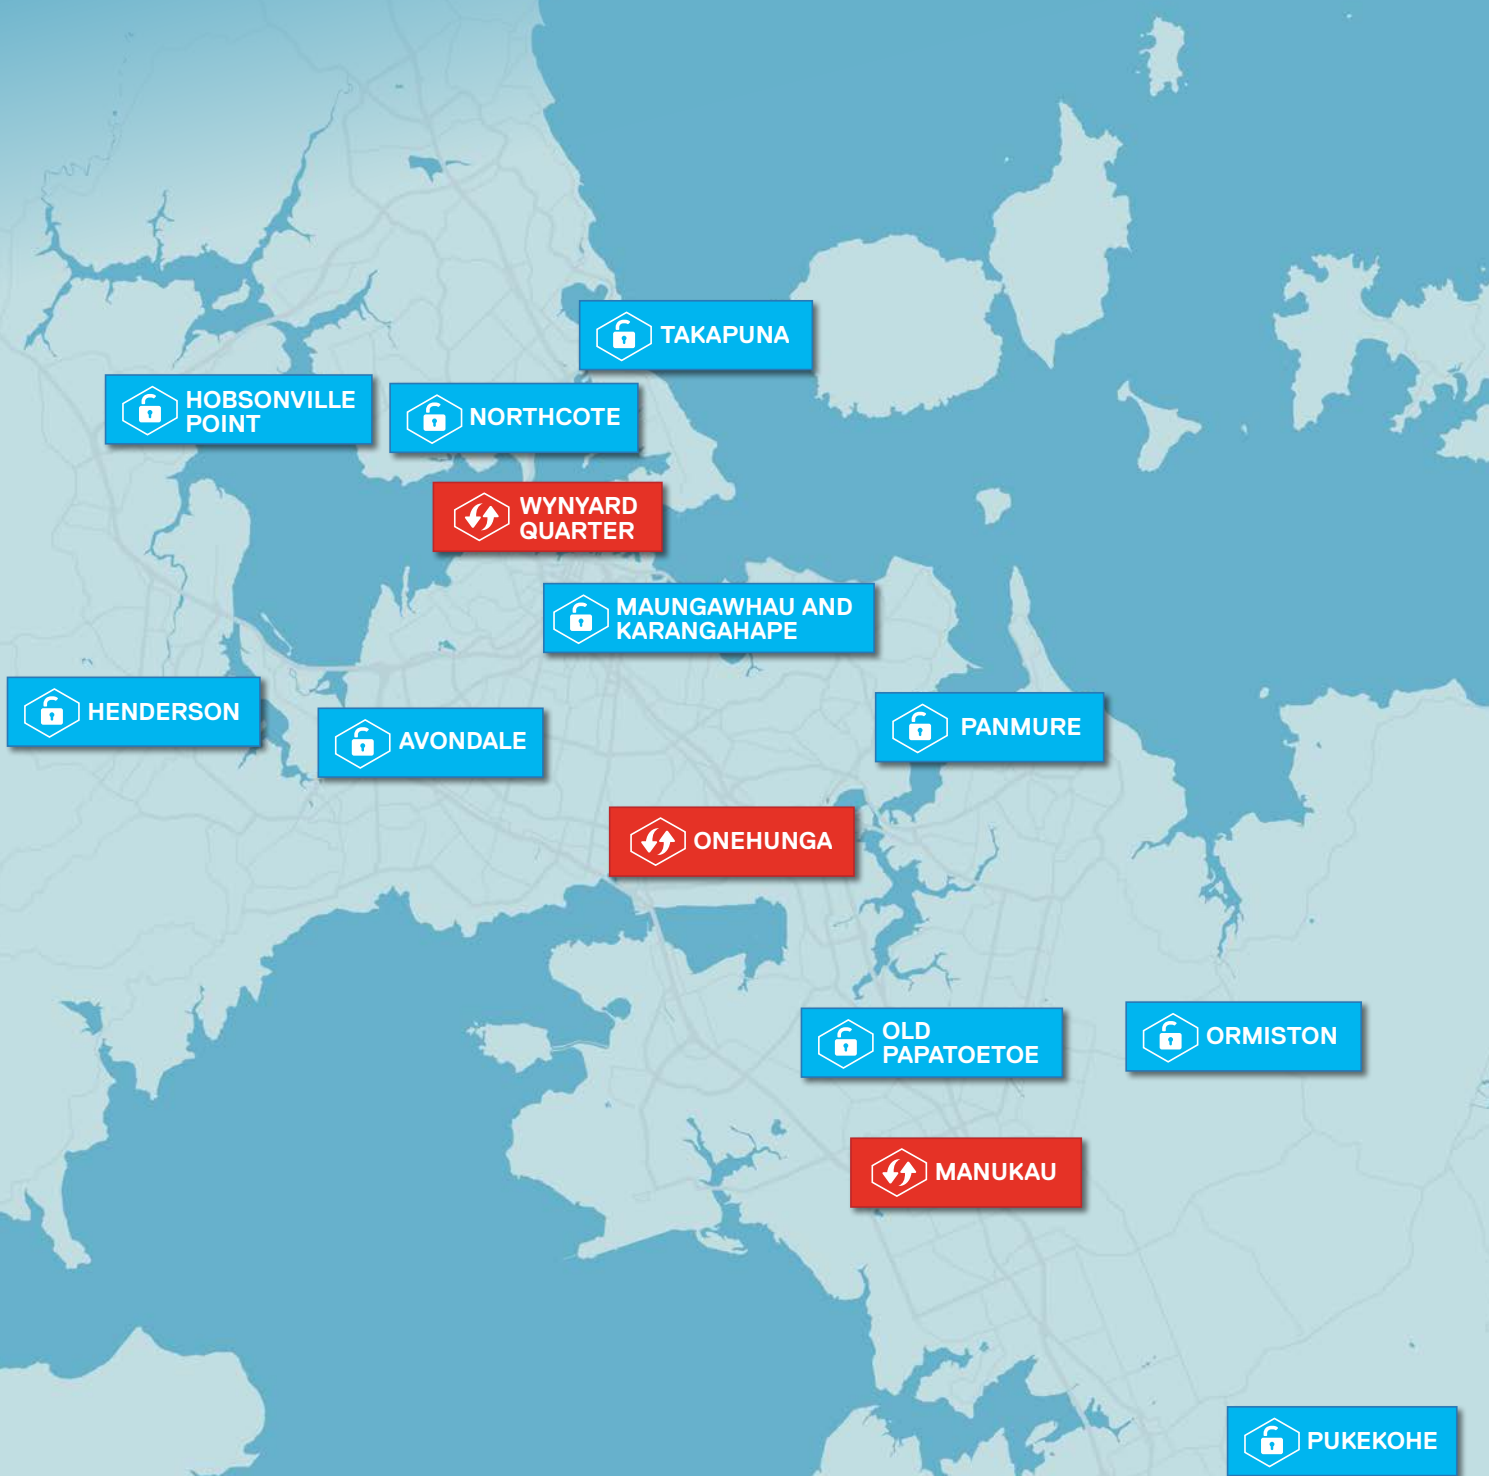 TAKAPUNA
HOBSONVILLE
POINT
NORTHCOTE
WYNYARD
QUARTER
MAUNGAWHAU AND
KARANGAHAPE
HENDERSON
AVONDALE
PANMURE
ONEHUNGA
OLD
PAPATOETOE
ORMISTON
MANUKAU
PUKEKOHE